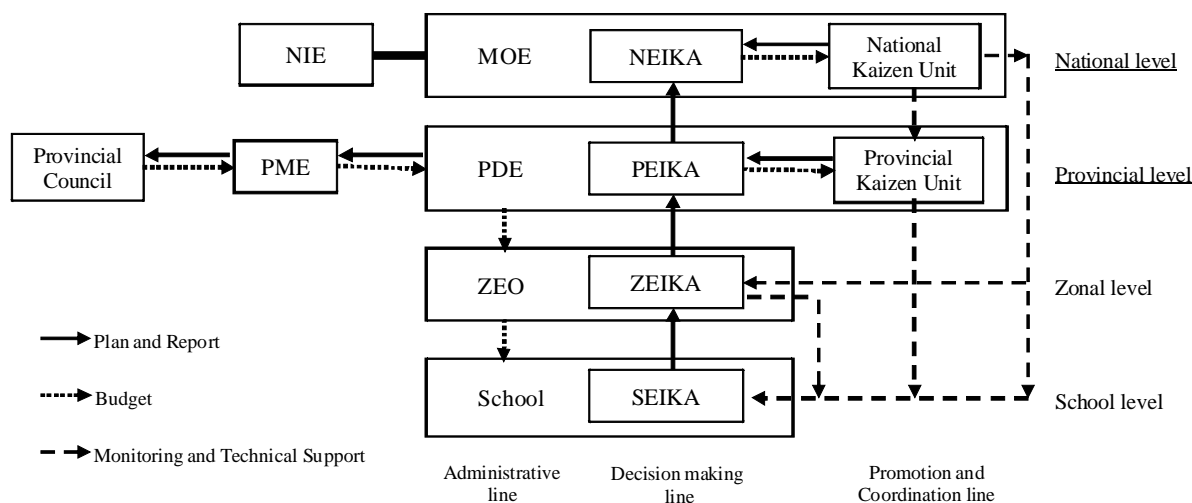 NIE
MOE
NEIKA
National
Kaizen Unit
National level
Provincial
Council
PME
PDE
PEIKA
Provincial
Kaizen Unit
Provincial level
ZEO
ZEIKA
Zonal level
Plan and Report
School
SEIKA
School level
Budget
Monitoring and Technical Support
Administrative
line
Decision making
line
Promotion and
Coordination line